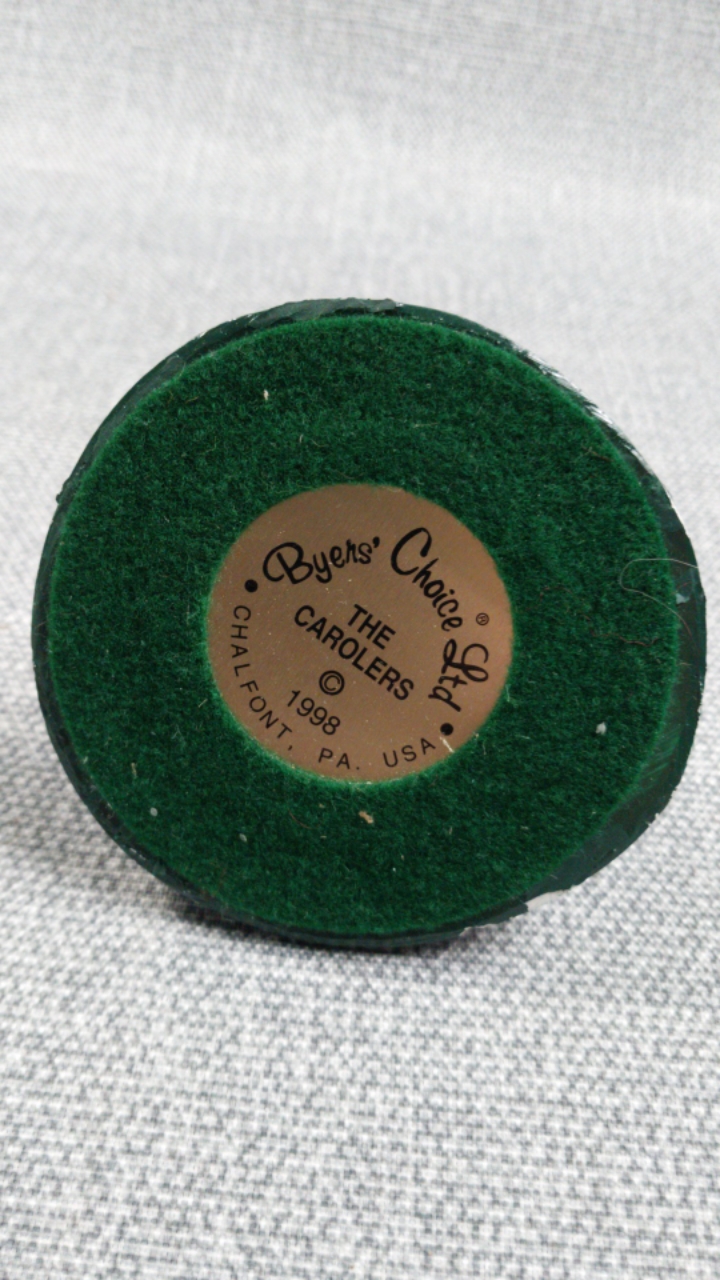 Byers' Choice® Ltd
THE
CAROLERS
©
1998
CHALFONT, PA. USA